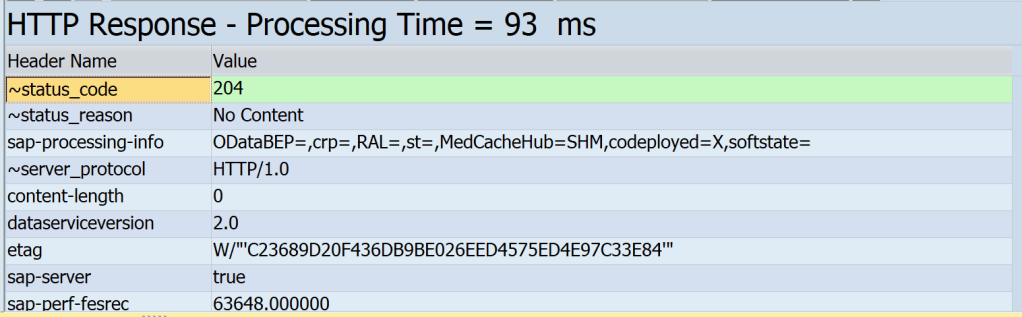 HTTP Response - Processing Time = 93 ms
Header Name Value
~status_code 204
~status_reason No Content
sap-processing-info ODataBEP=,crp=,RAL=,st=,MedCacheHub=SHM,codeployed=X,softstate=
~server_protocol HTTP/1.0
content-length 0
dataserviceversion 2.0
etag W/"'C23689D20F436DB9BE026EED4575ED4E97C33E84'"
sap-server true
sap-perf-fesrec 63648.000000